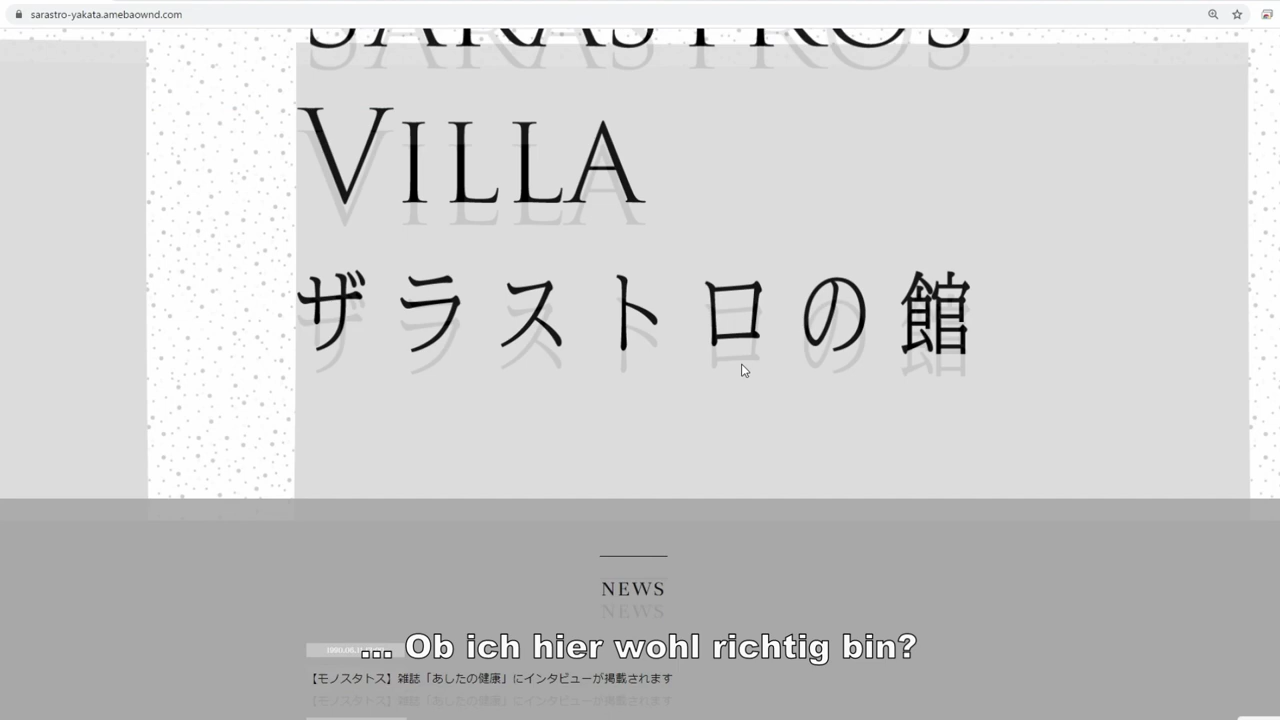 sarastro-yakata.amebaownd.com
SARASTROS
VILLA
ザラストロの館
NEWS
... Ob ich hier wohl richtig bin?
【モノスタトス】雑誌「あしたの健康」にインタビューが掲載されます